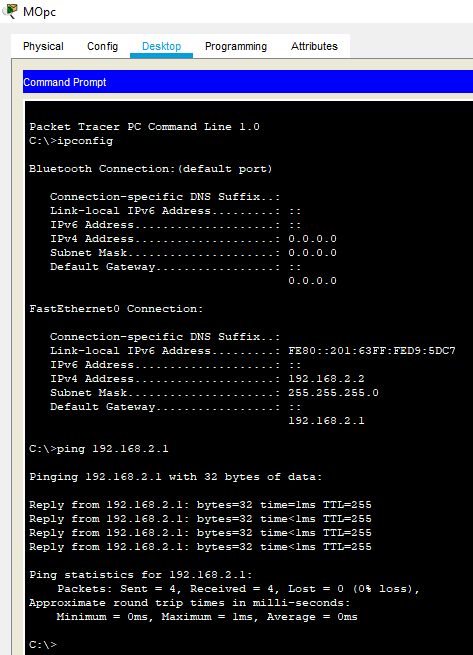 MOpc
Physical Config Desktop Programming Attributes
Command Prompt
Packet Tracer PC Command Line 1.0
C:\>ipconfig
Bluetooth Connection:(default port)
Connection-specific DNS Suffix..:
Link-local IPv6 Address.........: ::
IPv6 Address....................: ::
IPv4 Address....................: 0.0.0.0
Subnet Mask.....................: 0.0.0.0
Default Gateway.................: ::
0.0.0.0
FastEthernet0 Connection:
Connection-specific DNS Suffix..:
Link-local IPv6 Address.........: FE80::201:63FF:FED9:5DC7
IPv6 Address....................: ::
IPv4 Address....................: 192.168.2.2
Subnet Mask.....................: 255.255.255.0
Default Gateway.................: ::
192.168.2.1
C:\>ping 192.168.2.1
Pinging 192.168.2.1 with 32 bytes of data:
Reply from 192.168.2.1: bytes=32 time=1ms TTL=255
Reply from 192.168.2.1: bytes=32 time<1ms TTL=255
Reply from 192.168.2.1: bytes=32 time<1ms TTL=255
Reply from 192.168.2.1: bytes=32 time<1ms TTL=255
Ping statistics for 192.168.2.1:
Packets: Sent = 4, Received = 4, Lost = 0 (0% loss),
Approximate round trip times in milli-seconds:
Minimum = 0ms, Maximum = 1ms, Average = 0ms
C:\>